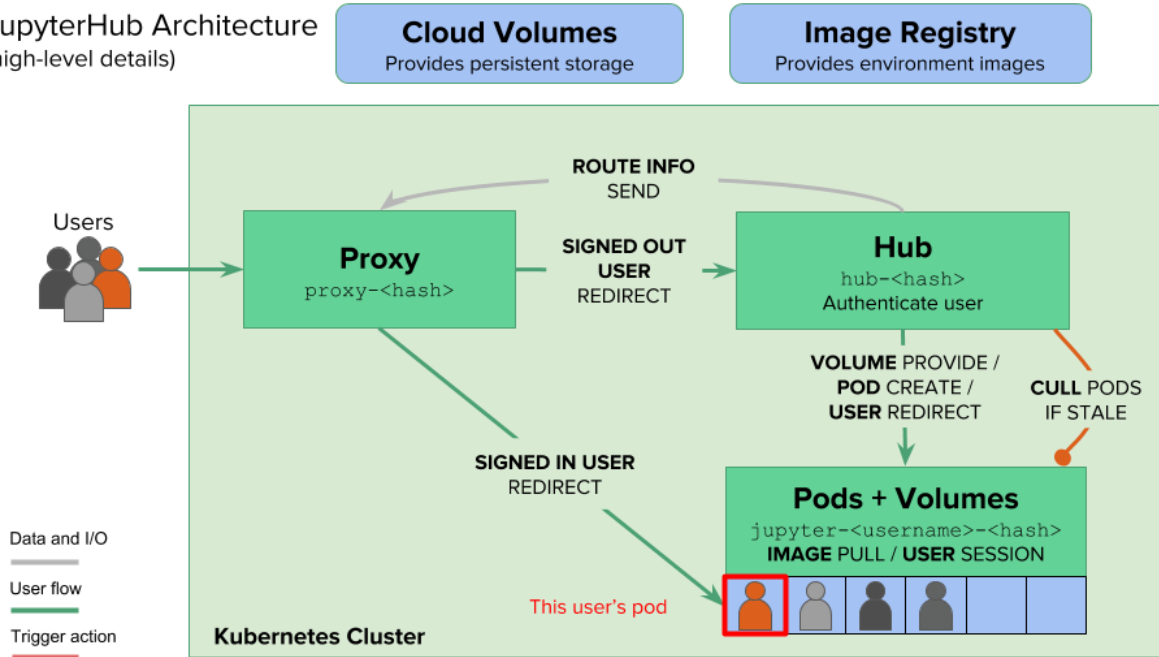 upyterHub Architecture
high-level details)
Cloud Volumes
Provides persistent storage
Image Registry
Provides environment images
ROUTE INFO
SEND
Users
Proxy
proxy-<hash>
SIGNED OUT
USER
REDIRECT
Hub
hub-<hash>
Authenticate user
VOLUME PROVIDE /
POD CREATE /
USER REDIRECT
CULL PODS
IF STALE
SIGNED IN USER
REDIRECT
Pods + Volumes
jupyter-<username>-<hash>
IMAGE PULL / USER SESSION
This user's pod
Data and I/O
User flow
Trigger action
Kubernetes Cluster